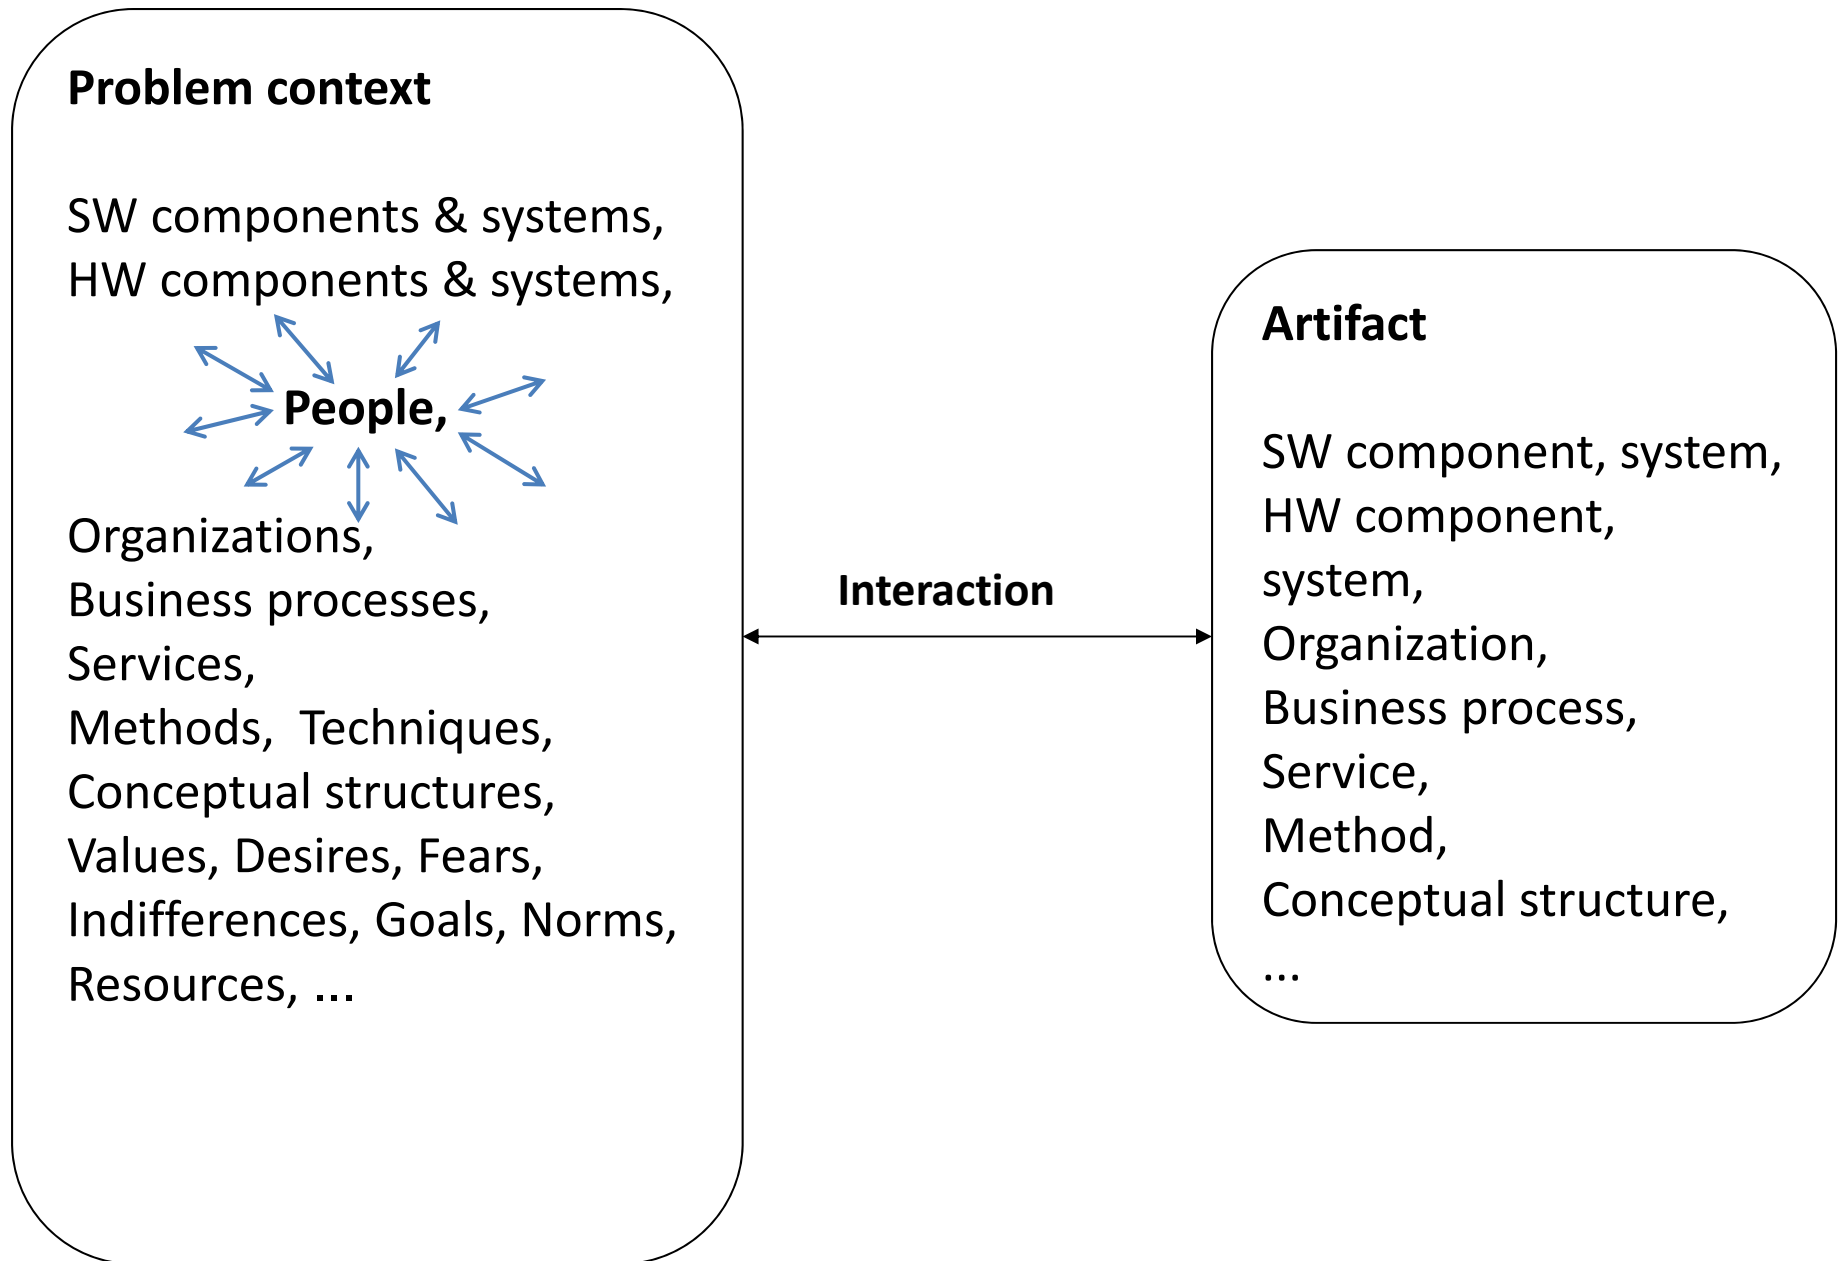 Problem context
SW components & systems,
HW components & systems,
People,
Organizations,
Business processes,
Services,
Methods,  Techniques,
Conceptual structures,
Values, Desires, Fears,
Indifferences, Goals, Norms,
Resources, ...
Interaction
Artifact
SW component, system,
HW component,
system,
Organization,
Business process,
Service,
Method,
Conceptual structure,
...